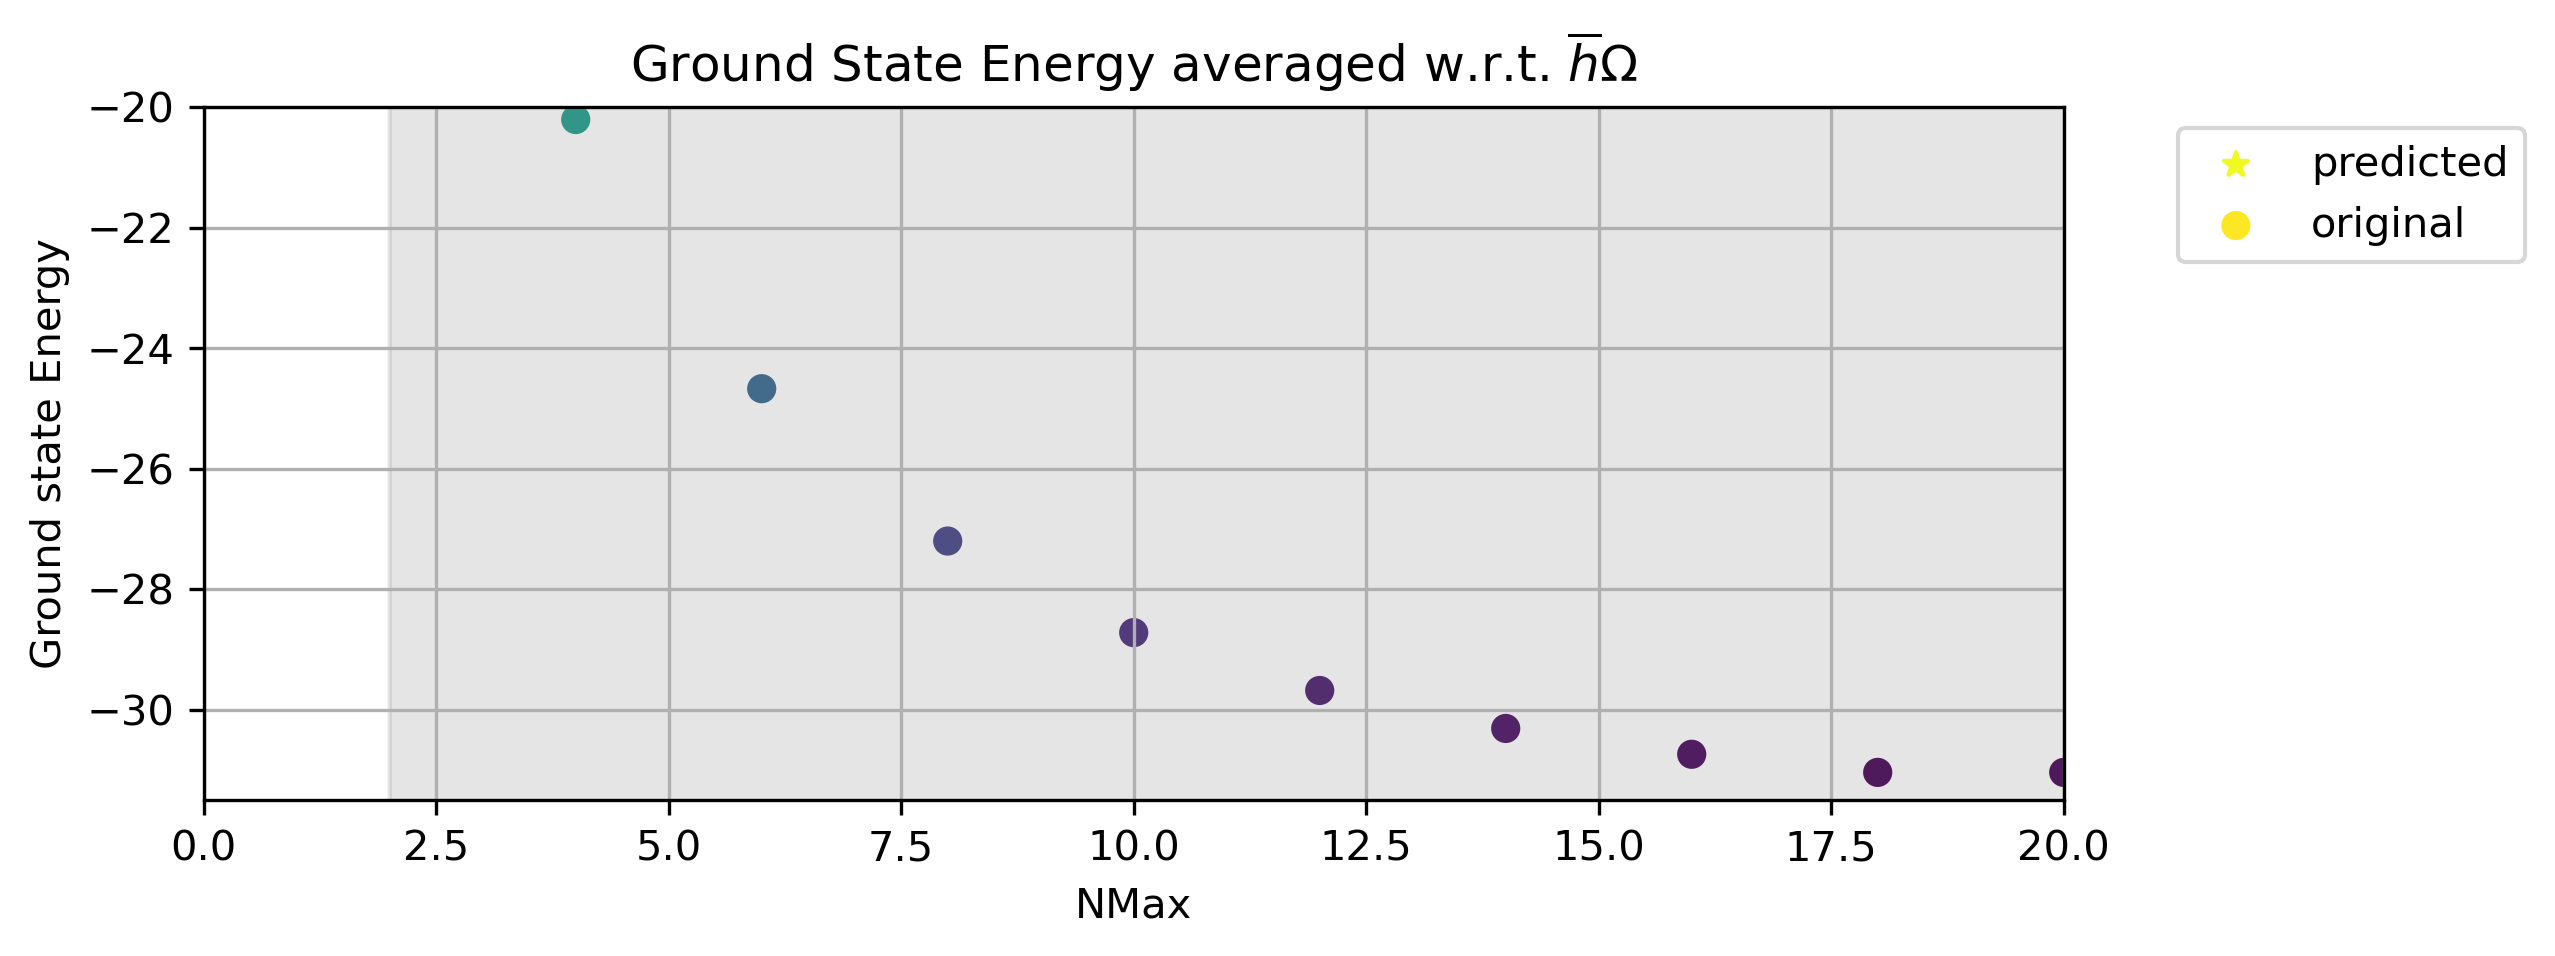 Ground State Energy averaged w.r.t. h̅Ω
−20
−22
−24
−26
−28
−30
Ground state Energy
0.0 2.5 5.0 7.5 10.0 12.5 15.0 17.5 20.0
NMax
predicted
original